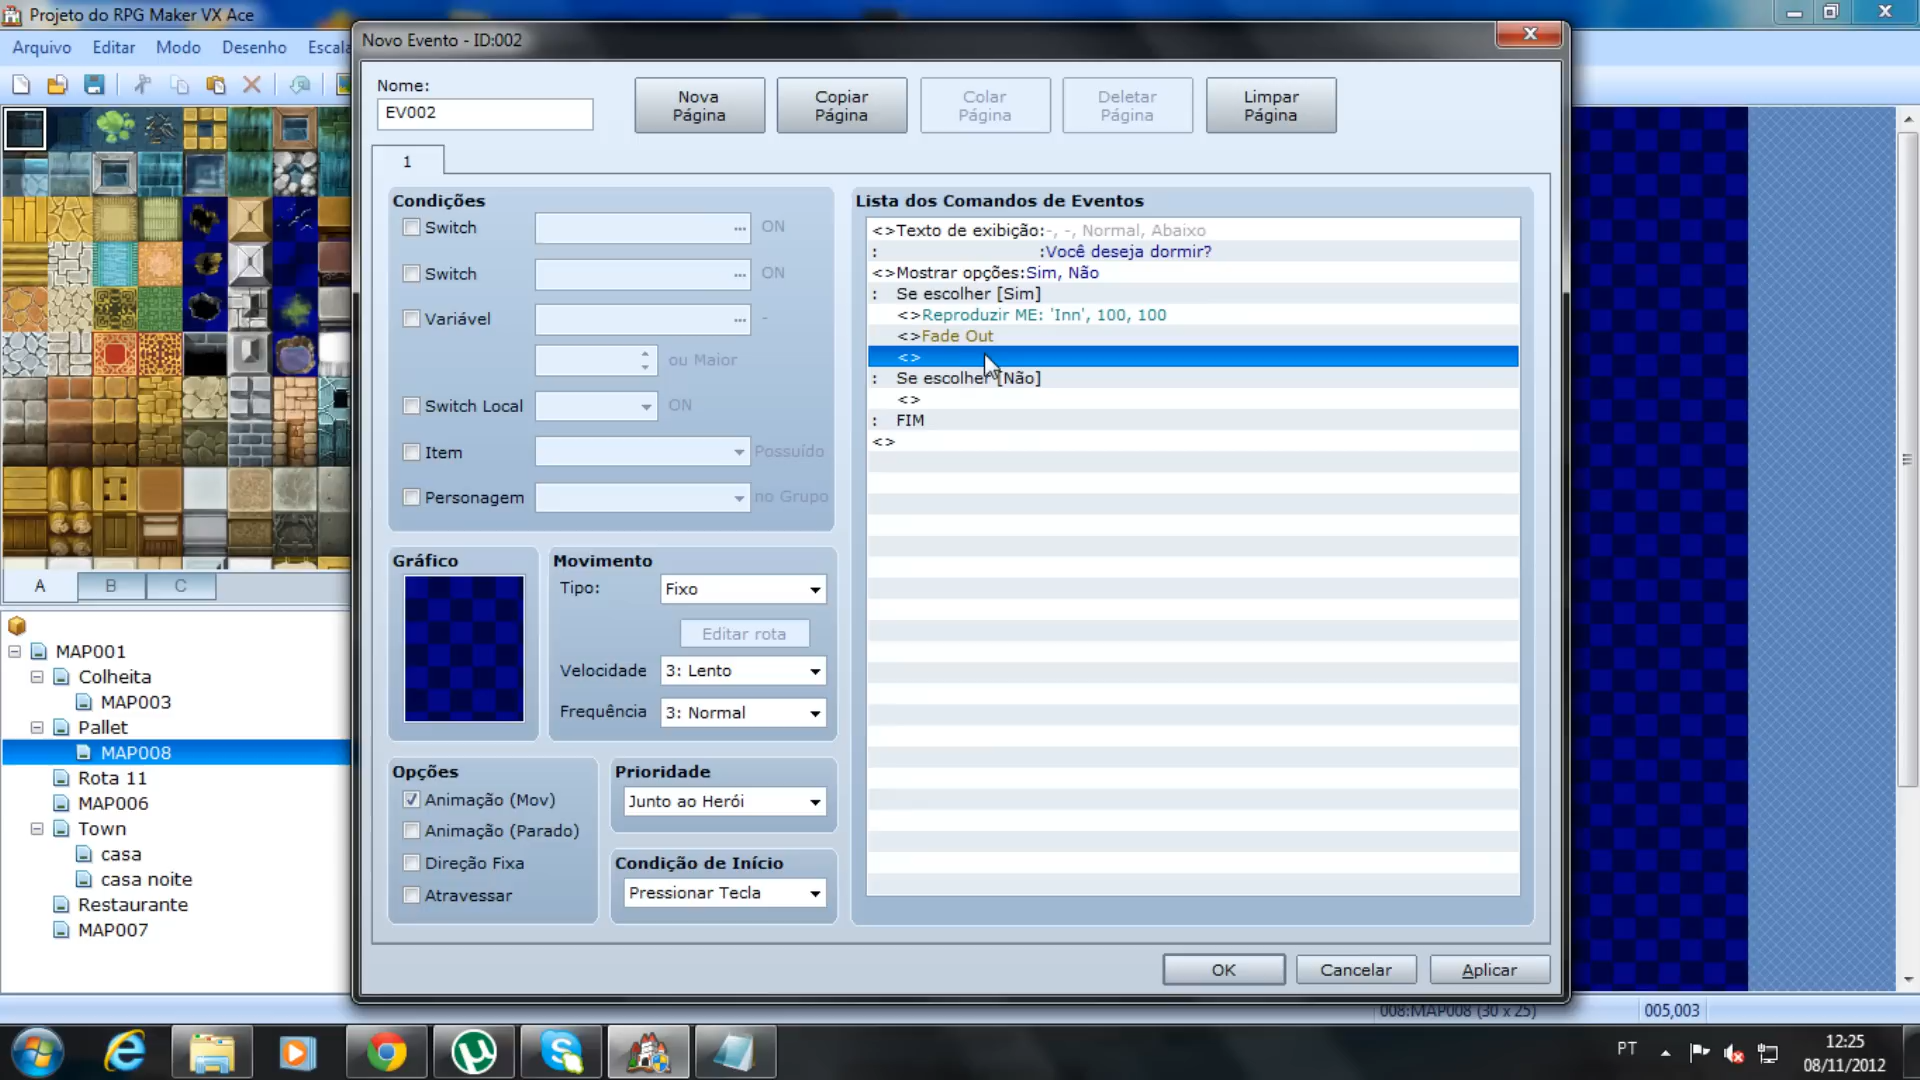 Projeto do RPG Maker VX Ace
Arquivo Editar Modo Desenho Escala
Novo Evento - ID:002
Nome:
EV002
Nova Página
Copiar Página
Colar Página
Deletar Página
Limpar Página
1
Condições
Switch ... ON
Switch ... ON
Variável ... -
ou Maior
Switch Local ON
Item Possuído
Personagem no Grupo
Gráfico
Movimento
Tipo: Fixo
Editar rota
Velocidade 3: Lento
Frequência 3: Normal
Opções
Animação (Mov)
Animação (Parado)
Direção Fixa
Atravessar
Prioridade
Junto ao Herói
Condição de Início
Pressionar Tecla
Lista dos Comandos de Eventos
<>Texto de exibição:-, -, Normal, Abaixo
: :Você deseja dormir?
<>Mostrar opções:Sim, Não
: Se escolher [Sim]
<>Reproduzir ME: 'Inn', 100, 100
<>Fade Out
<>
: Se escolher [Não]
<>
: FIM
<>
OK Cancelar Aplicar
A B C
MAP001
Colheita
MAP003
Pallet
MAP008
Rota 11
MAP006
Town
casa
casa noite
Restaurante
MAP007
008:MAP008 (30 x 25) 005,003
PT
12:25
08/11/2012